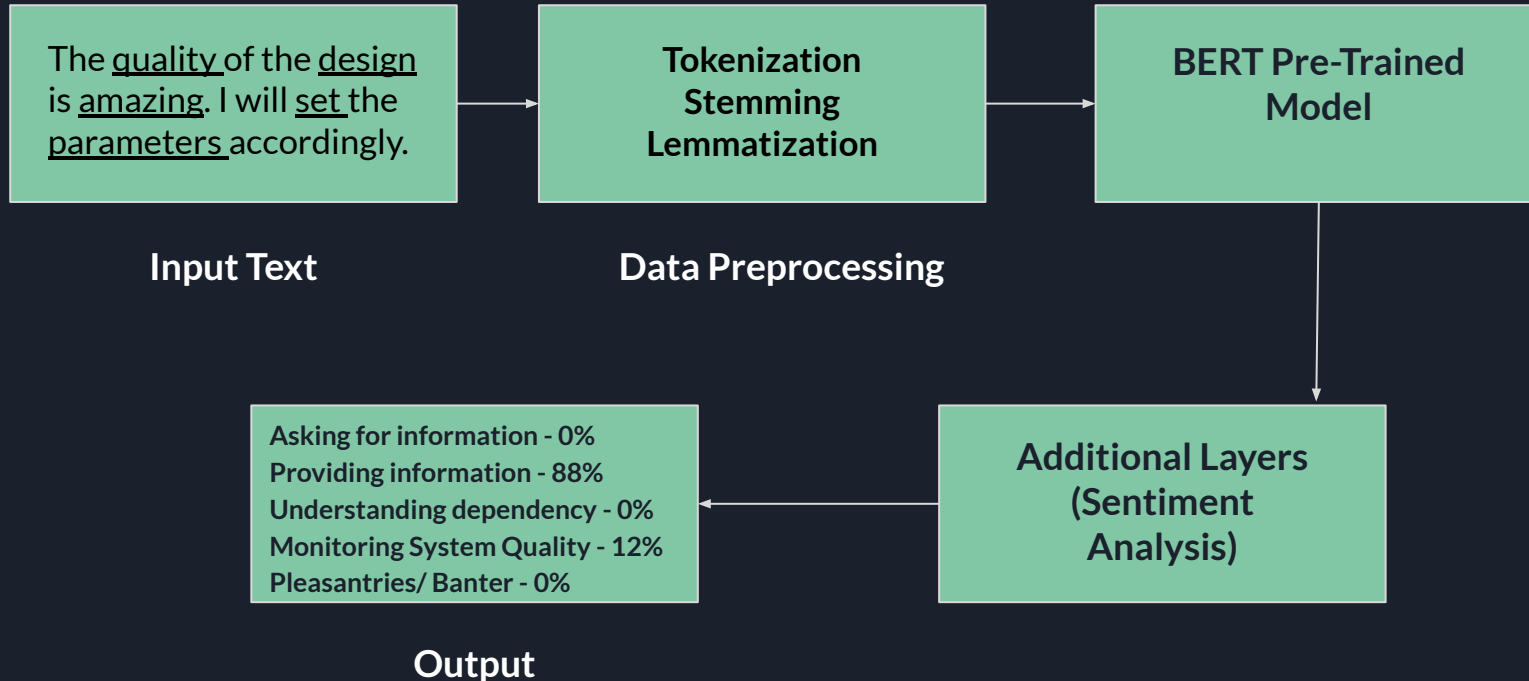 The quality of the design
is amazing. I will set the
parameters accordingly.
Input Text
Tokenization
Stemming
Lemmatization
Data Preprocessing
BERT Pre-Trained
Model
Additional Layers
(Sentiment
Analysis)
Asking for information - 0%
Providing information - 88%
Understanding dependency - 0%
Monitoring System Quality - 12%
Pleasantries/ Banter - 0%
Output